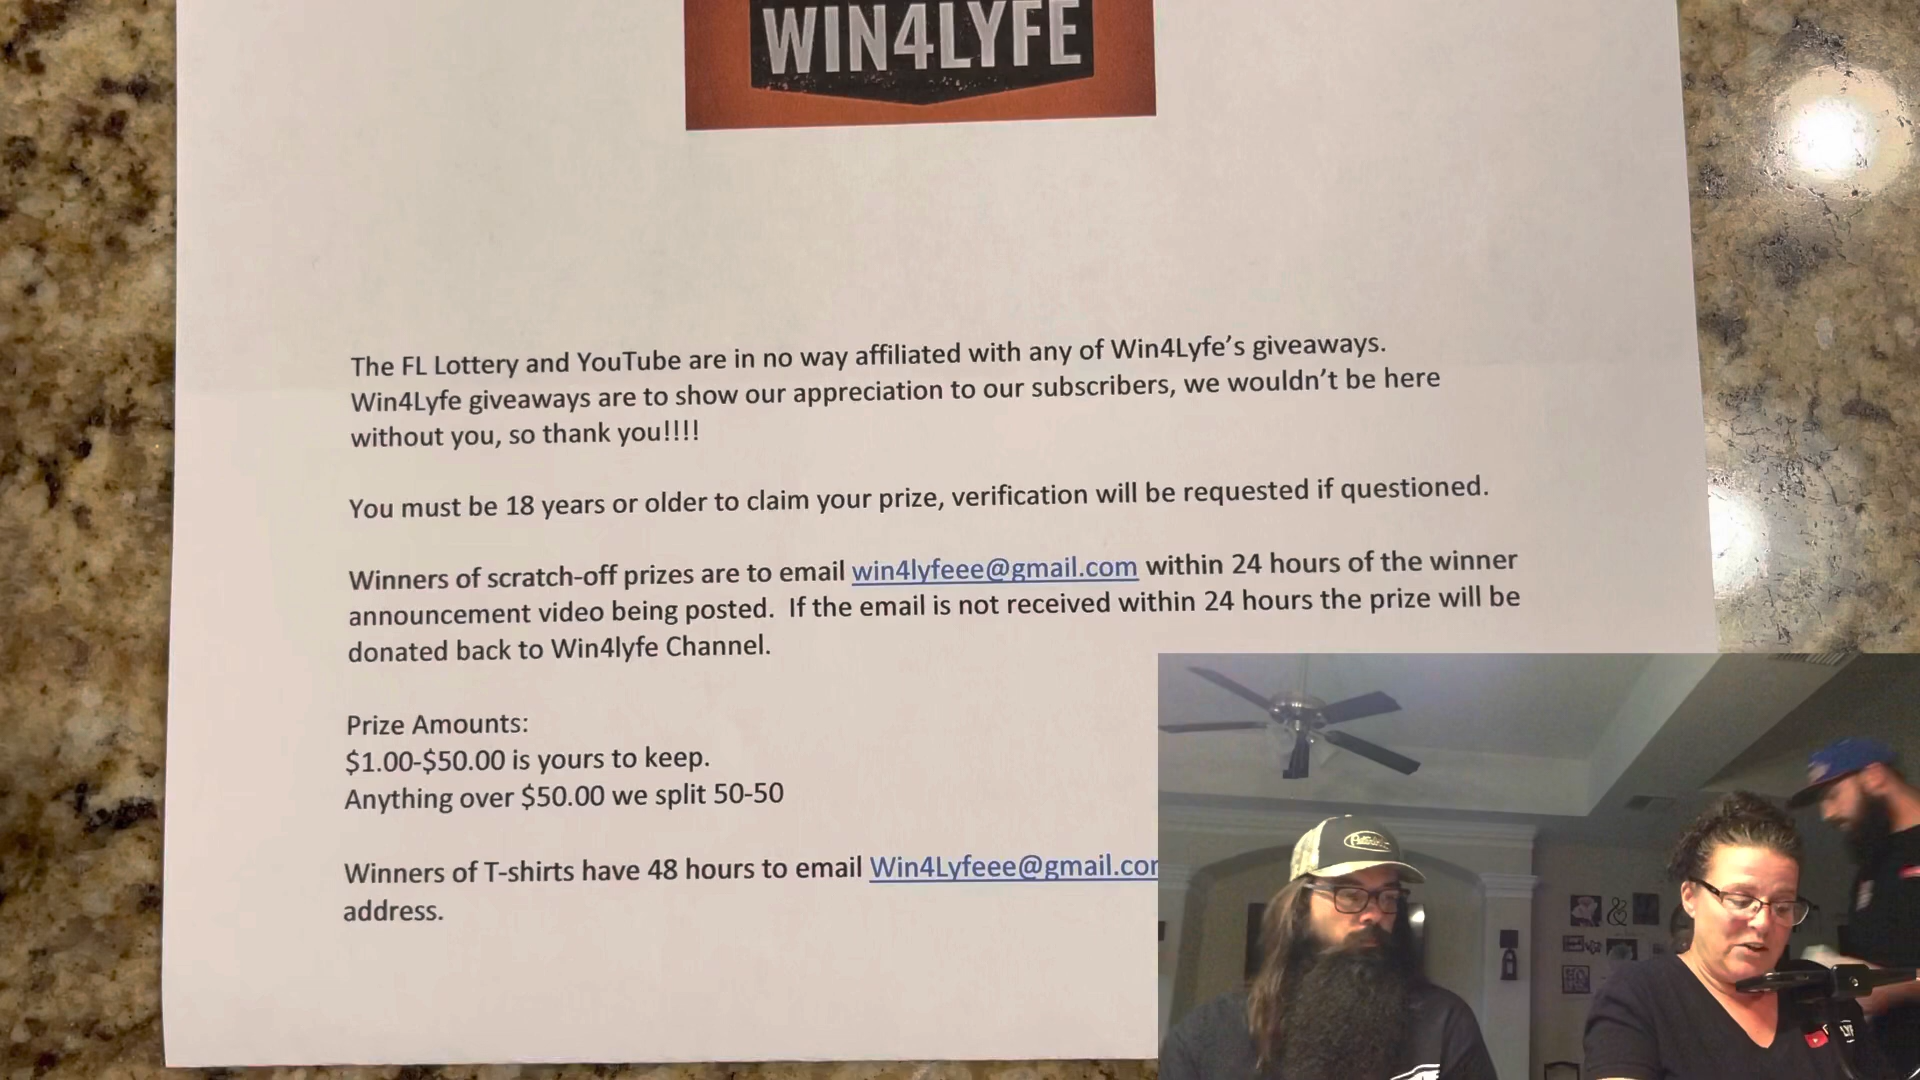 WIN4LYFE
The FL Lottery and YouTube are in no way affiliated with any of Win4Lyfe's giveaways.
Win4Lyfe giveaways are to show our appreciation to our subscribers, we wouldn't be here
without you, so thank you!!!!
You must be 18 years or older to claim your prize, verification will be requested if questioned.
Winners of scratch-off prizes are to email win4lyfeee@gmail.com within 24 hours of the winner
announcement video being posted. If the email is not received within 24 hours the prize will be
donated back to Win4lyfe Channel.
Prize Amounts:
$1.00-$50.00 is yours to keep.
Anything over $50.00 we split 50-50
Winners of T-shirts have 48 hours to email Win4Lyfeee@gmail.com
address.